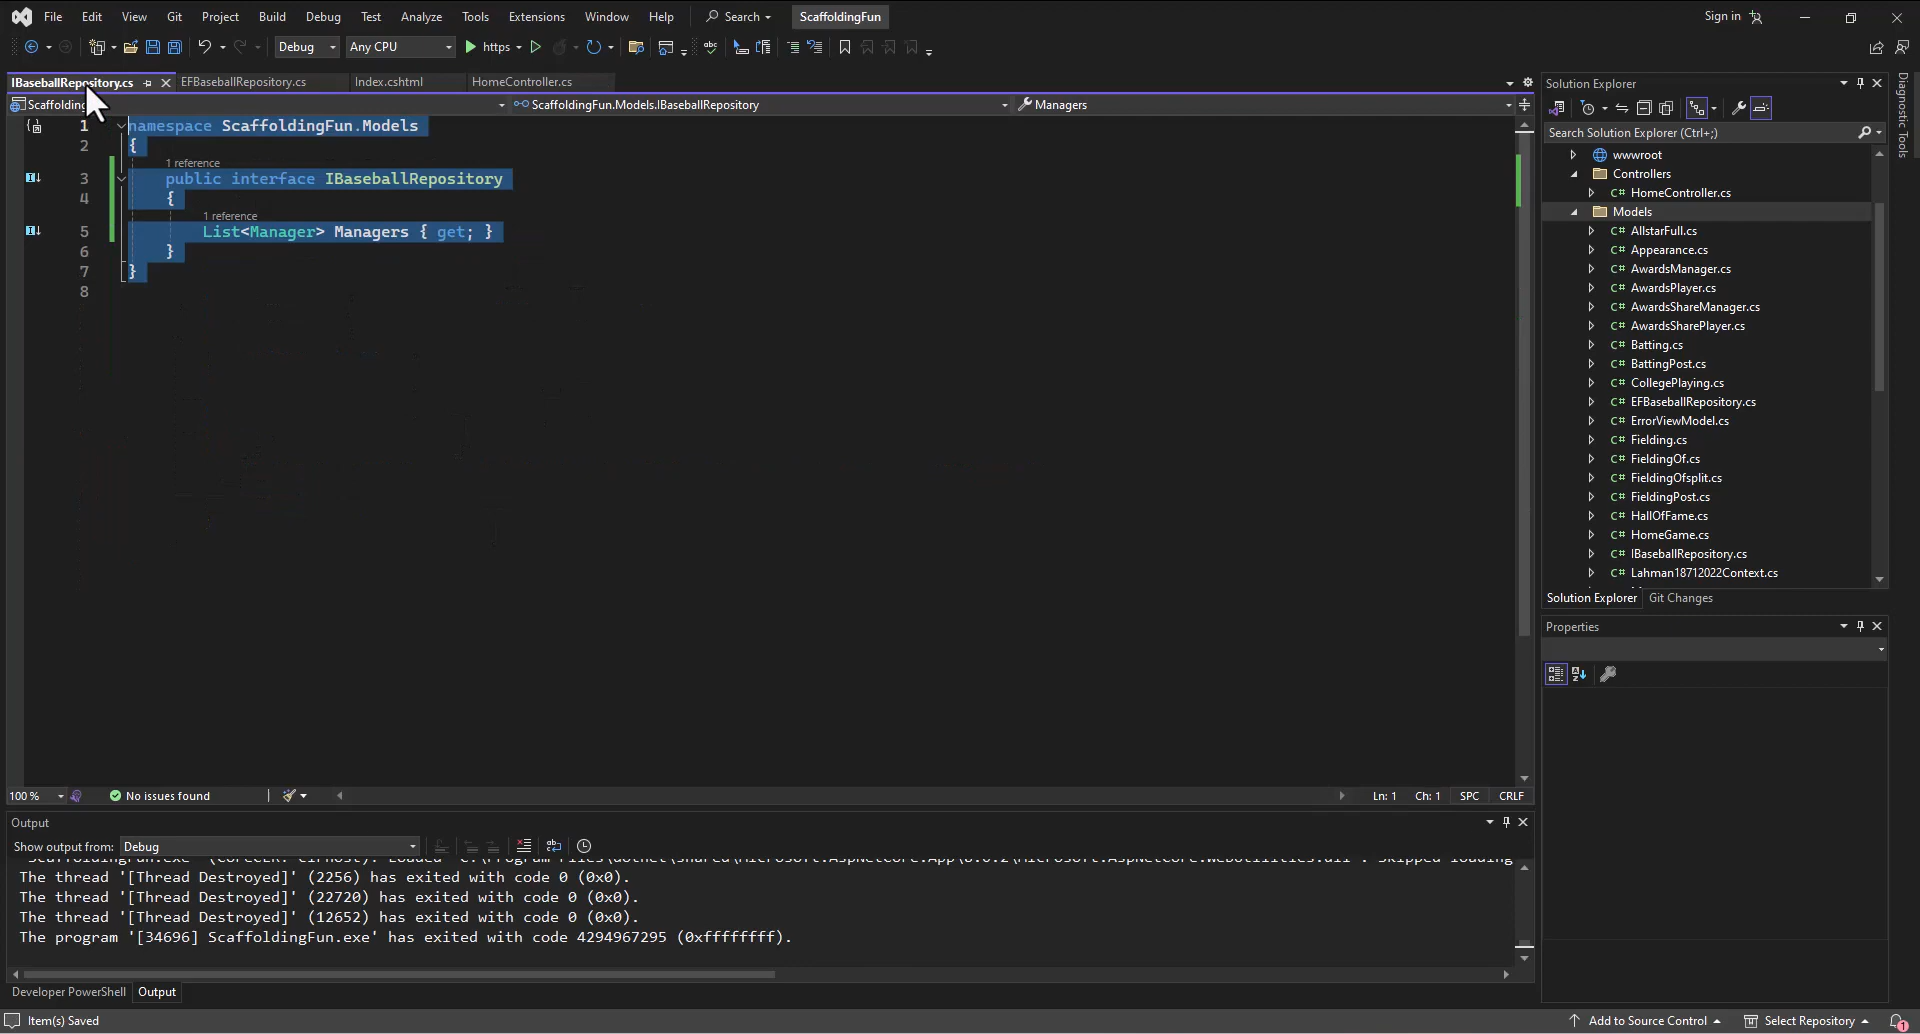 File Edit View Git Project Build Debug Test Analyze Tools Extensions Window Help Search ScaffoldingFun Sign in
Debug Any CPU https
IBaseballRepository.cs EFBaseballRepository.cs Index.cshtml HomeController.cs
Scaffolding ScaffoldingFun.Models.IBaseballRepository Managers
1 namespace ScaffoldingFun.Models
2 {
1 reference
3 public interface IBaseballRepository
4 {
1 reference
5 List<Manager> Managers { get; }
6 }
7 }
8
100 % No issues found Ln: 1 Ch: 1 SPC CRLF
Output
Show output from: Debug
The thread '[Thread Destroyed]' (2256) has exited with code 0 (0x0).
The thread '[Thread Destroyed]' (22720) has exited with code 0 (0x0).
The thread '[Thread Destroyed]' (12652) has exited with code 0 (0x0).
The program '[34696] ScaffoldingFun.exe' has exited with code 4294967295 (0xffffffff).
Developer PowerShell Output
Item(s) Saved
Solution Explorer
Search Solution Explorer (Ctrl+;)
wwwroot
Controllers
C# HomeController.cs
Models
C# AllstarFull.cs
C# Appearance.cs
C# AwardsManager.cs
C# AwardsPlayer.cs
C# AwardsShareManager.cs
C# AwardsSharePlayer.cs
C# Batting.cs
C# BattingPost.cs
C# CollegePlaying.cs
C# EFBaseballRepository.cs
C# ErrorViewModel.cs
C# Fielding.cs
C# FieldingOf.cs
C# FieldingOfsplit.cs
C# FieldingPost.cs
C# HallOfFame.cs
C# HomeGame.cs
C# IBaseballRepository.cs
C# Lahman18712022Context.cs
Solution Explorer Git Changes
Properties
Diagnostic Tools
Add to Source Control Select Repository 1